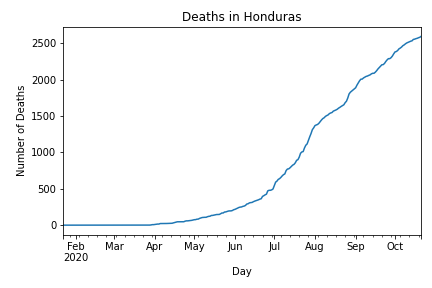 Deaths in Honduras
Number of Deaths
2500
2000
1500
1000
500
0
Feb Mar Apr May Jun Jul Aug Sep Oct
2020
Day